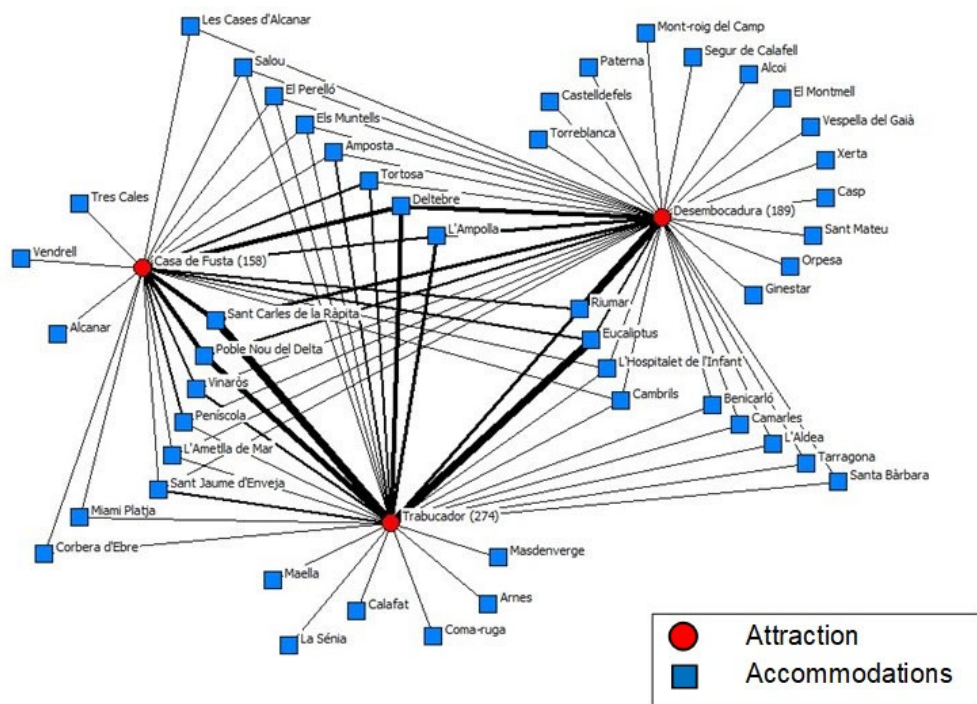 Les Cases d'Alcanar
Mont-roig del Camp
Salou
Paterna
Segur de Calafell
Alcoi
El Perelló
Castelldefels
El Montmell
Els Muntells
Vespella del Gaià
Torreblanca
Amposta
Xerta
Tortosa
Tres Cales
Deltebre
Casp
Desembocadura (189)
L'Ampolla
Sant Mateu
Vendrell
Casa de Fusta (158)
Orpesa
Ginestar
Riumar
Sant Carles de la Ràpita
Alcanar
Eucaliptus
Poble Nou del Delta
L'Hospitalet de l'Infant
Vinaròs
Cambrils
Benicarló
Peníscola
Camarles
L'Aldea
L'Ametlla de Mar
Tarragona
Sant Jaume d'Enveja
Santa Bàrbara
Miami Platja
Trabucador (274)
Corbera d'Ebre
Masdenverge
Maella
Arnes
Calafat
Coma-ruga
La Sénia
Attraction
Accommodations